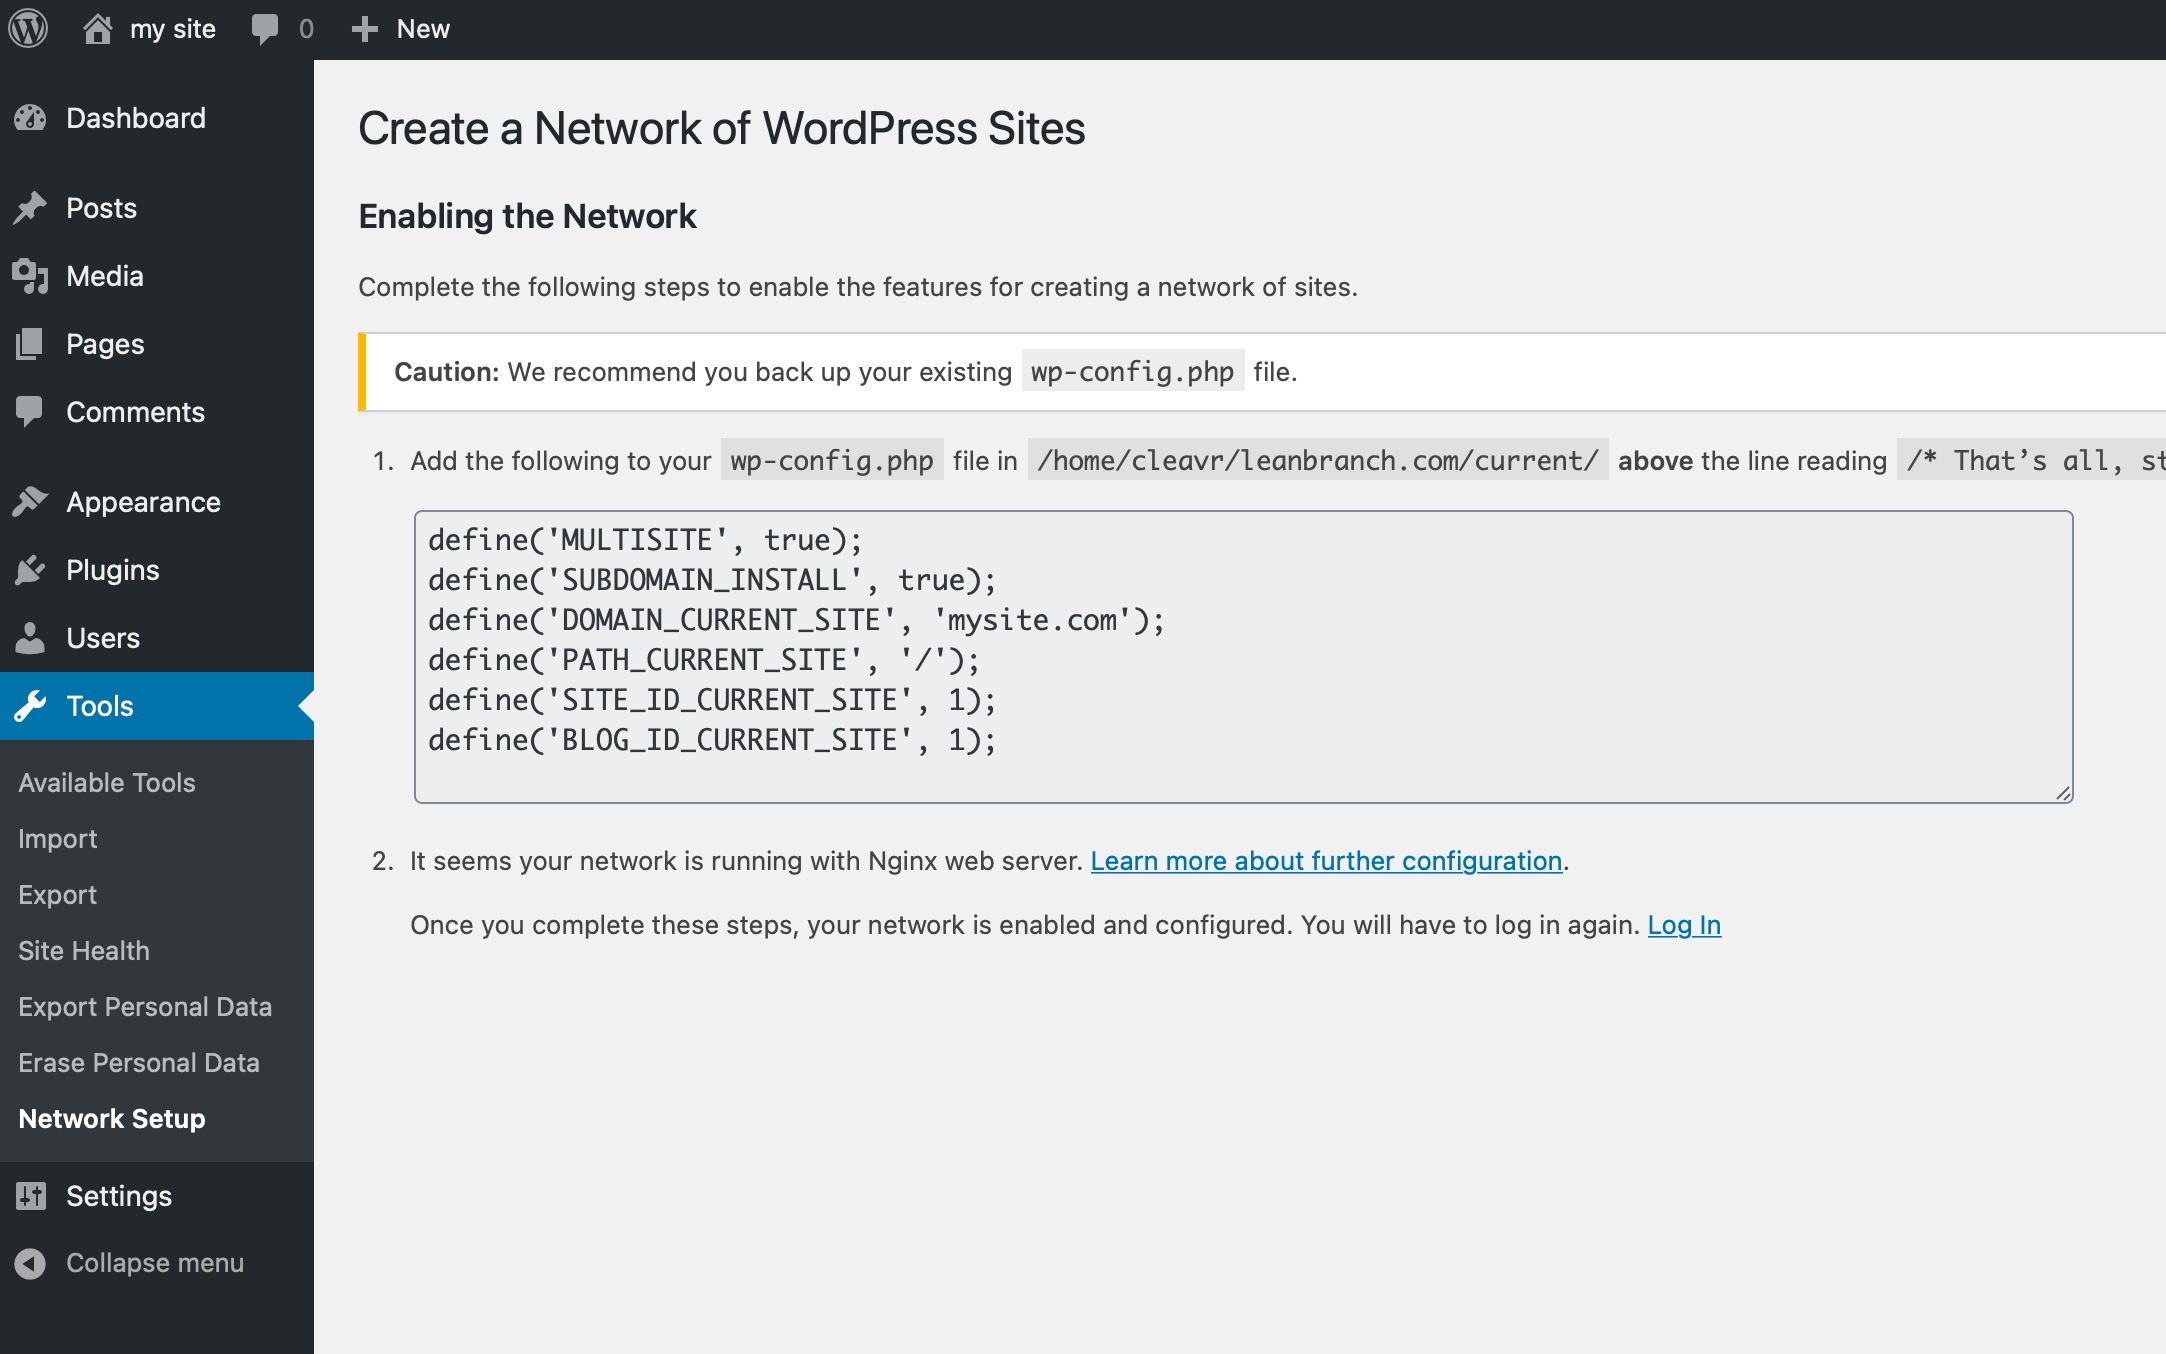 my site 0 New
Dashboard
Posts
Media
Pages
Comments
Appearance
Plugins
Users
Tools
Available Tools
Import
Export
Site Health
Export Personal Data
Erase Personal Data
Network Setup
Settings
Collapse menu
Create a Network of WordPress Sites
Enabling the Network
Complete the following steps to enable the features for creating a network of sites.
Caution: We recommend you back up your existing wp-config.php file.
1. Add the following to your wp-config.php file in /home/cleavr/leanbranch.com/current/ above the line reading /* That’s all, st
define('MULTISITE', true);
define('SUBDOMAIN_INSTALL', true);
define('DOMAIN_CURRENT_SITE', 'mysite.com');
define('PATH_CURRENT_SITE', '/');
define('SITE_ID_CURRENT_SITE', 1);
define('BLOG_ID_CURRENT_SITE', 1);
2. It seems your network is running with Nginx web server. Learn more about further configuration.
Once you complete these steps, your network is enabled and configured. You will have to log in again. Log In